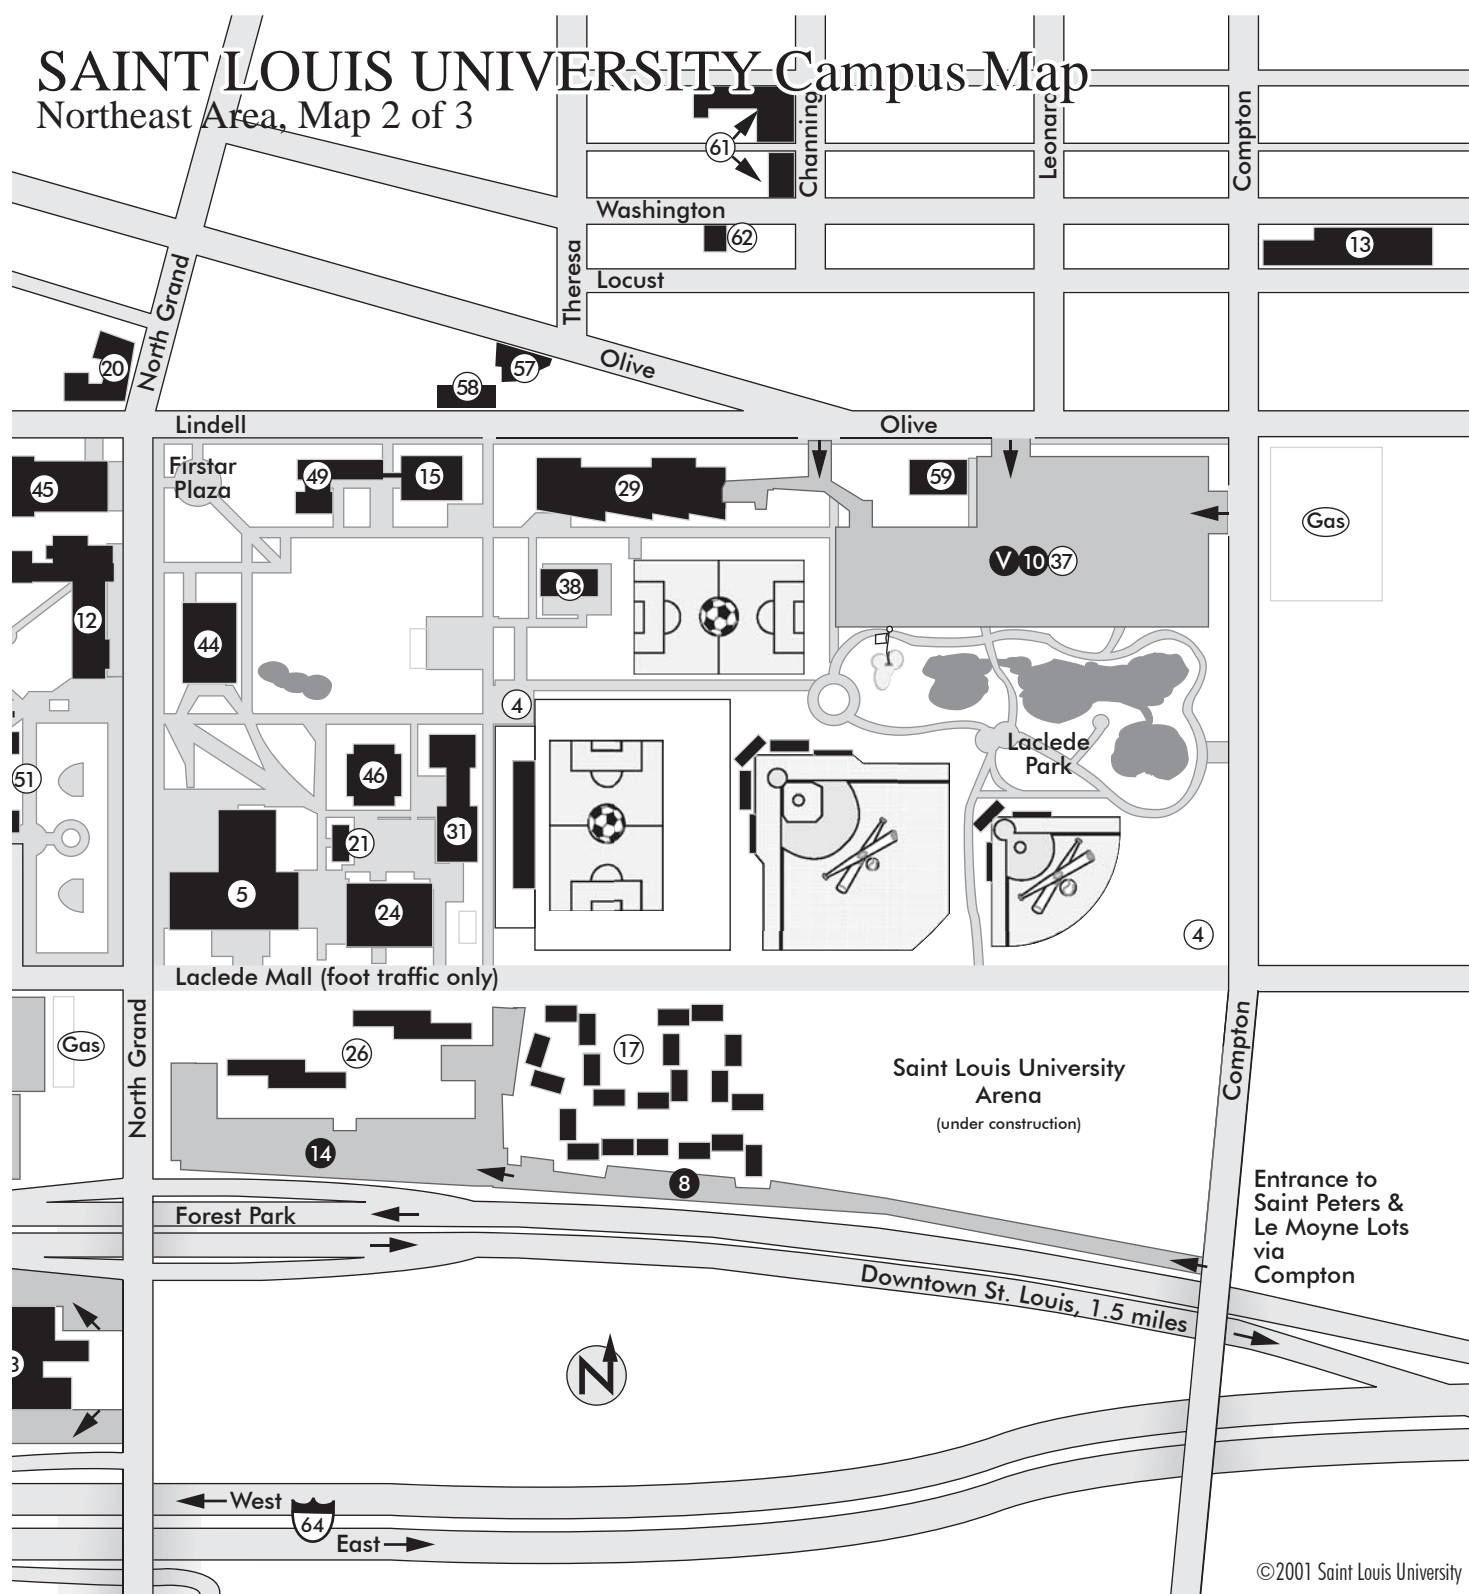 SAINT LOUIS UNIVERSITY Campus Map
Northeast Area, Map 2 of 3
61
Channing
Leonard
Compton
Washington
62
13
Theresa
Locust
North Grand
20
57
Olive
58
Lindell
Olive
Firstar
Plaza
45
49
15
29
59
Gas
V
10
37
38
12
44
4
Laclede
Park
51
46
31
21
5
24
4
Laclede Mall (foot traffic only)
North Grand
Gas
26
17
Saint Louis University
Arena
(under construction)
Compton
14
8
Entrance to
Saint Peters &
Le Moyne Lots
via
Compton
Forest Park
Downtown St. Louis, 1.5 miles
3
N
West
64
East
©2001 Saint Louis University